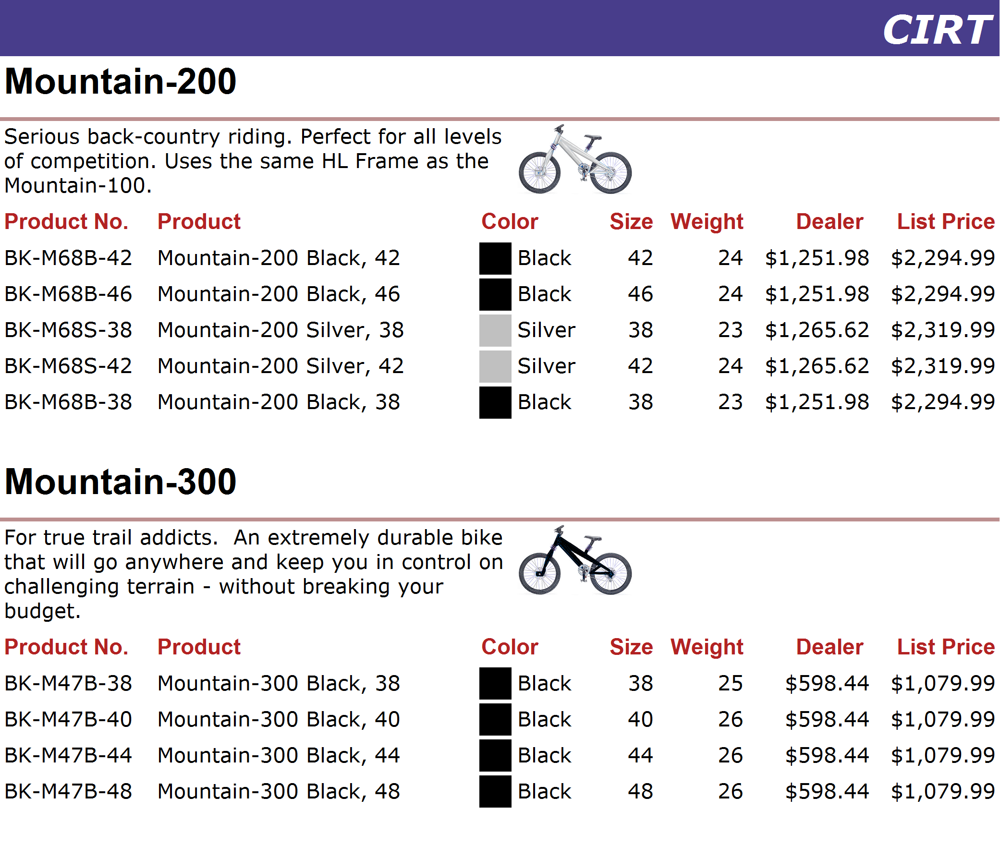 CIRT
Mountain-200
Serious back-country riding. Perfect for all levels
of competition. Uses the same HL Frame as the
Mountain-100.
Product No. Product Color Size Weight Dealer List Price
BK-M68B-42 Mountain-200 Black, 42 Black 42 24 $1,251.98 $2,294.99
BK-M68B-46 Mountain-200 Black, 46 Black 46 24 $1,251.98 $2,294.99
BK-M68S-38 Mountain-200 Silver, 38 Silver 38 23 $1,265.62 $2,319.99
BK-M68S-42 Mountain-200 Silver, 42 Silver 42 24 $1,265.62 $2,319.99
BK-M68B-38 Mountain-200 Black, 38 Black 38 23 $1,251.98 $2,294.99
Mountain-300
For true trail addicts.  An extremely durable bike
that will go anywhere and keep you in control on
challenging terrain - without breaking your
budget.
Product No. Product Color Size Weight Dealer List Price
BK-M47B-38 Mountain-300 Black, 38 Black 38 25 $598.44 $1,079.99
BK-M47B-40 Mountain-300 Black, 40 Black 40 26 $598.44 $1,079.99
BK-M47B-44 Mountain-300 Black, 44 Black 44 26 $598.44 $1,079.99
BK-M47B-48 Mountain-300 Black, 48 Black 48 26 $598.44 $1,079.99